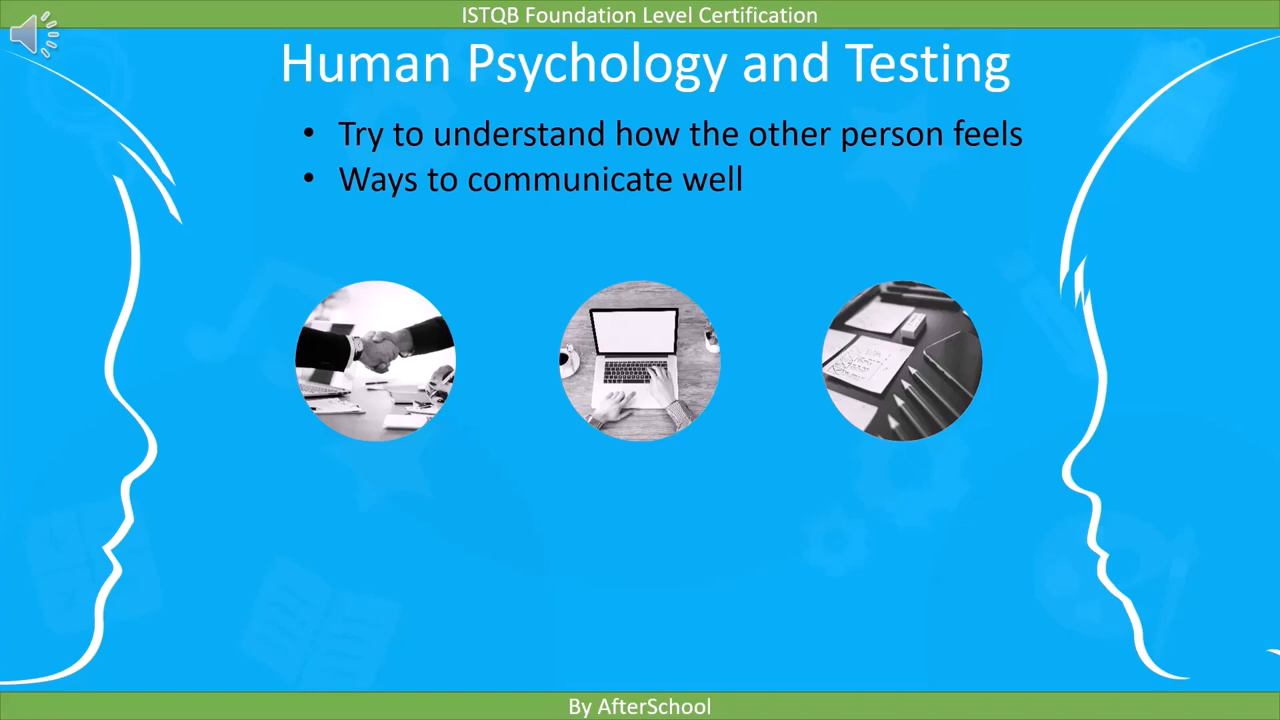 ISTQB Foundation Level Certification
Human Psychology and Testing
• Try to understand how the other person feels
• Ways to communicate well
By AfterSchool